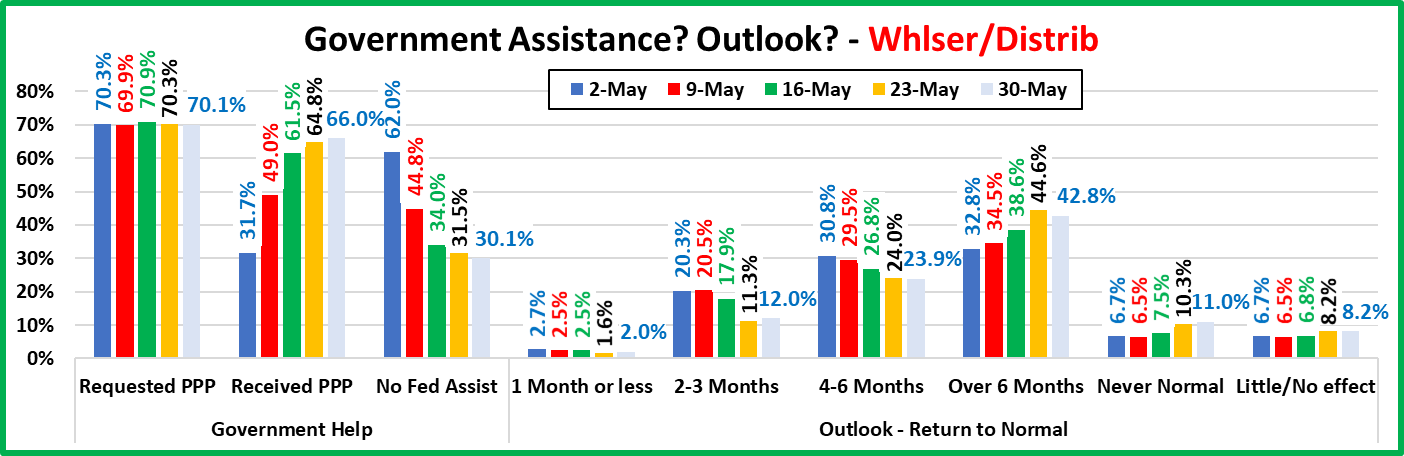 Government Assistance? Outlook? - Whlser/Distrib
2-May 9-May 16-May 23-May 30-May
80%
70%
60%
50%
40%
30%
20%
10%
0%
70.3% 69.9% 70.9% 70.3% 70.1%
31.7% 49.0% 61.5% 64.8% 66.0%
62.0% 44.8% 34.0% 31.5% 30.1%
2.7% 2.5% 2.5% 1.6% 2.0%
20.3% 20.5% 17.9% 11.3% 12.0%
30.8% 29.5% 26.8% 24.0% 23.9%
32.8% 34.5% 38.6% 44.6% 42.8%
6.7% 6.5% 7.5% 10.3% 11.0%
6.7% 6.5% 6.8% 8.2% 8.2%
Requested PPP Received PPP No Fed Assist 1 Month or less 2-3 Months 4-6 Months Over 6 Months Never Normal Little/No effect
Government Help Outlook - Return to Normal